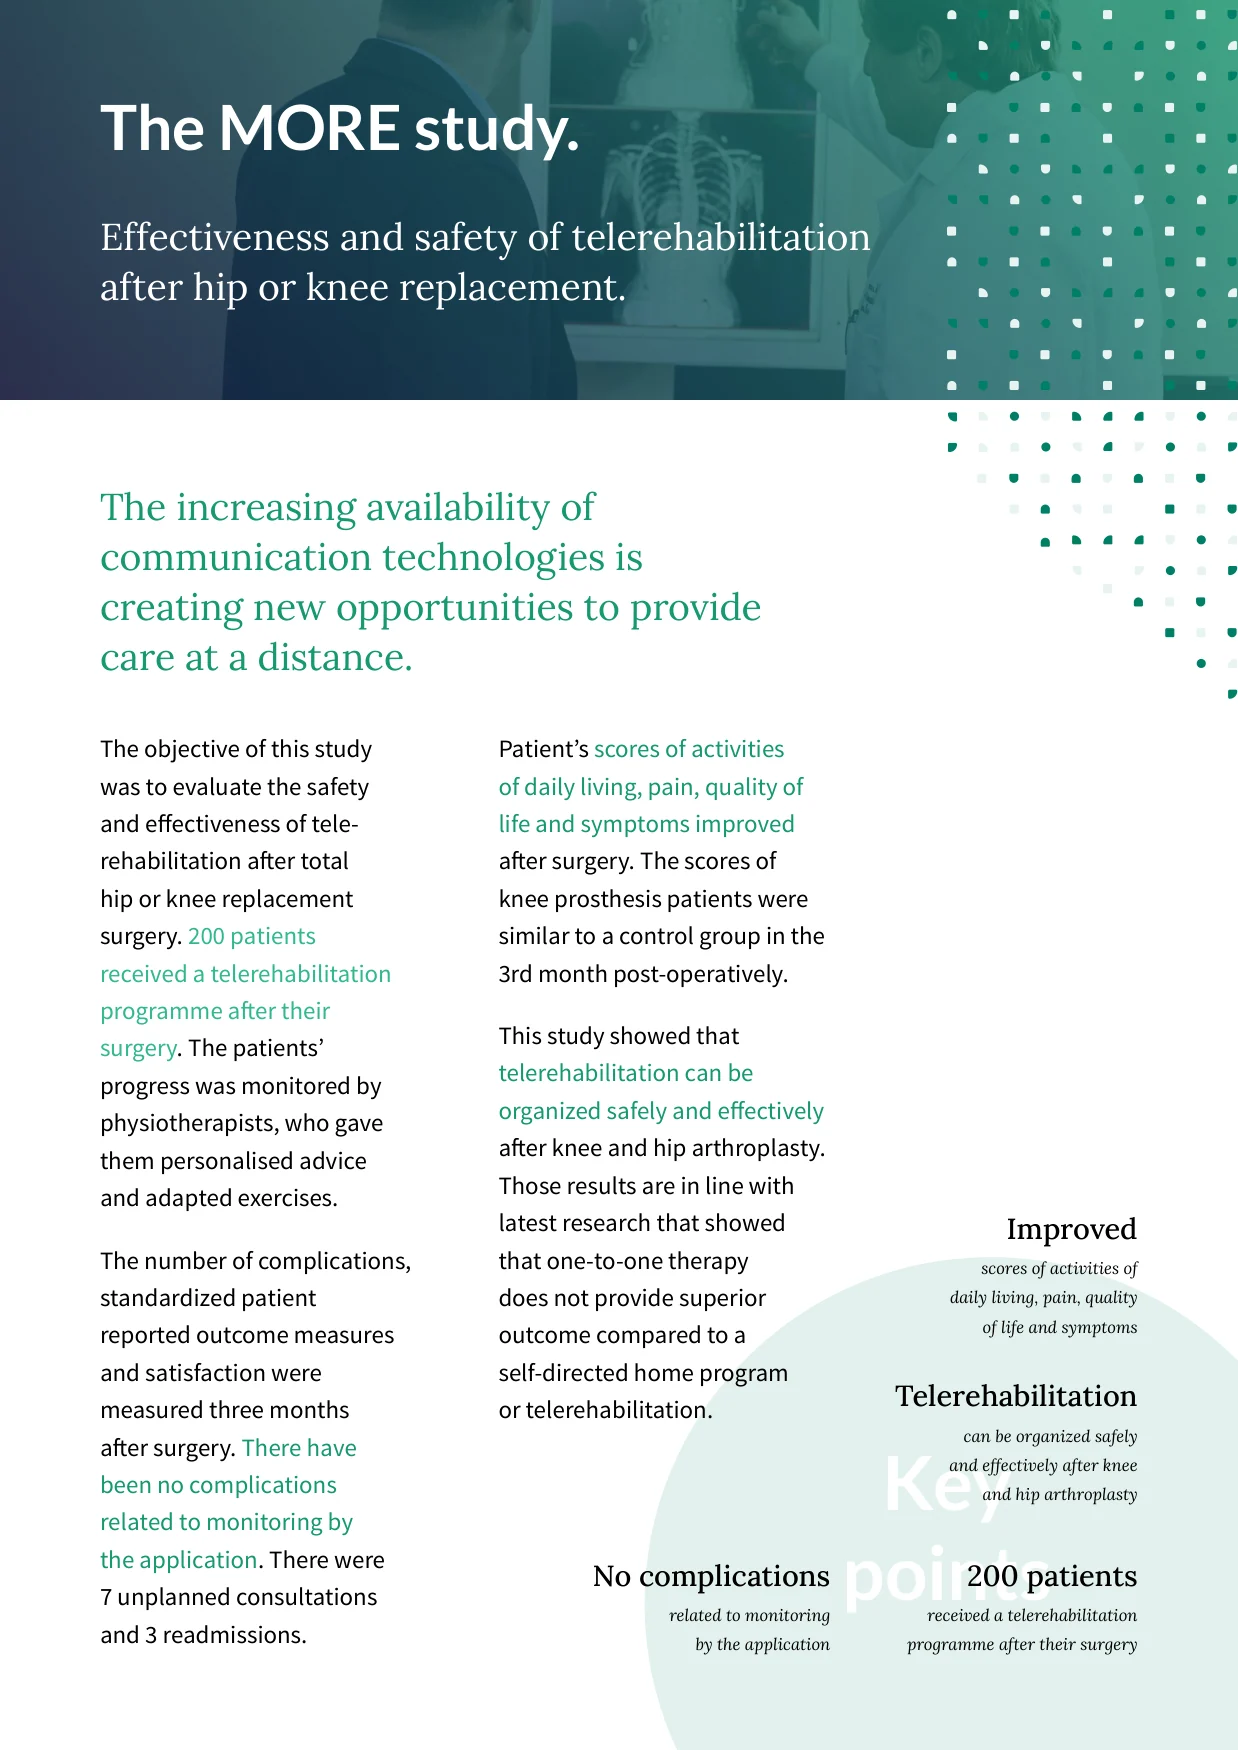 The MORE study.
Effectiveness and safety of telerehabilitation
after hip or knee replacement.
The increasing availability of
communication technologies is
creating new opportunities to provide
care at a distance.
The objective of this study
was to evaluate the safety
and effectiveness of tele-
rehabilitation after total
hip or knee replacement
surgery. 200 patients
received a telerehabilitation
programme after their
surgery. The patients’
progress was monitored by
physiotherapists, who gave
them personalised advice
and adapted exercises.
The number of complications,
standardized patient
reported outcome measures
and satisfaction were
measured three months
after surgery. There have
been no complications
related to monitoring by
the application. There were
7 unplanned consultations
and 3 readmissions.
Patient’s scores of activities
of daily living, pain, quality of
life and symptoms improved
after surgery. The scores of
knee prosthesis patients were
similar to a control group in the
3rd month post-operatively.
This study showed that
telerehabilitation can be
organized safely and effectively
after knee and hip arthroplasty.
Those results are in line with
latest research that showed
that one-to-one therapy
does not provide superior
outcome compared to a
self-directed home program
or telerehabilitation.
Improved
scores of activities of
daily living, pain, quality
of life and symptoms
Telerehabilitation
can be organized safely
and effectively after knee
and hip arthroplasty
Key
points
No complications
related to monitoring
by the application
200 patients
received a telerehabilitation
programme after their surgery